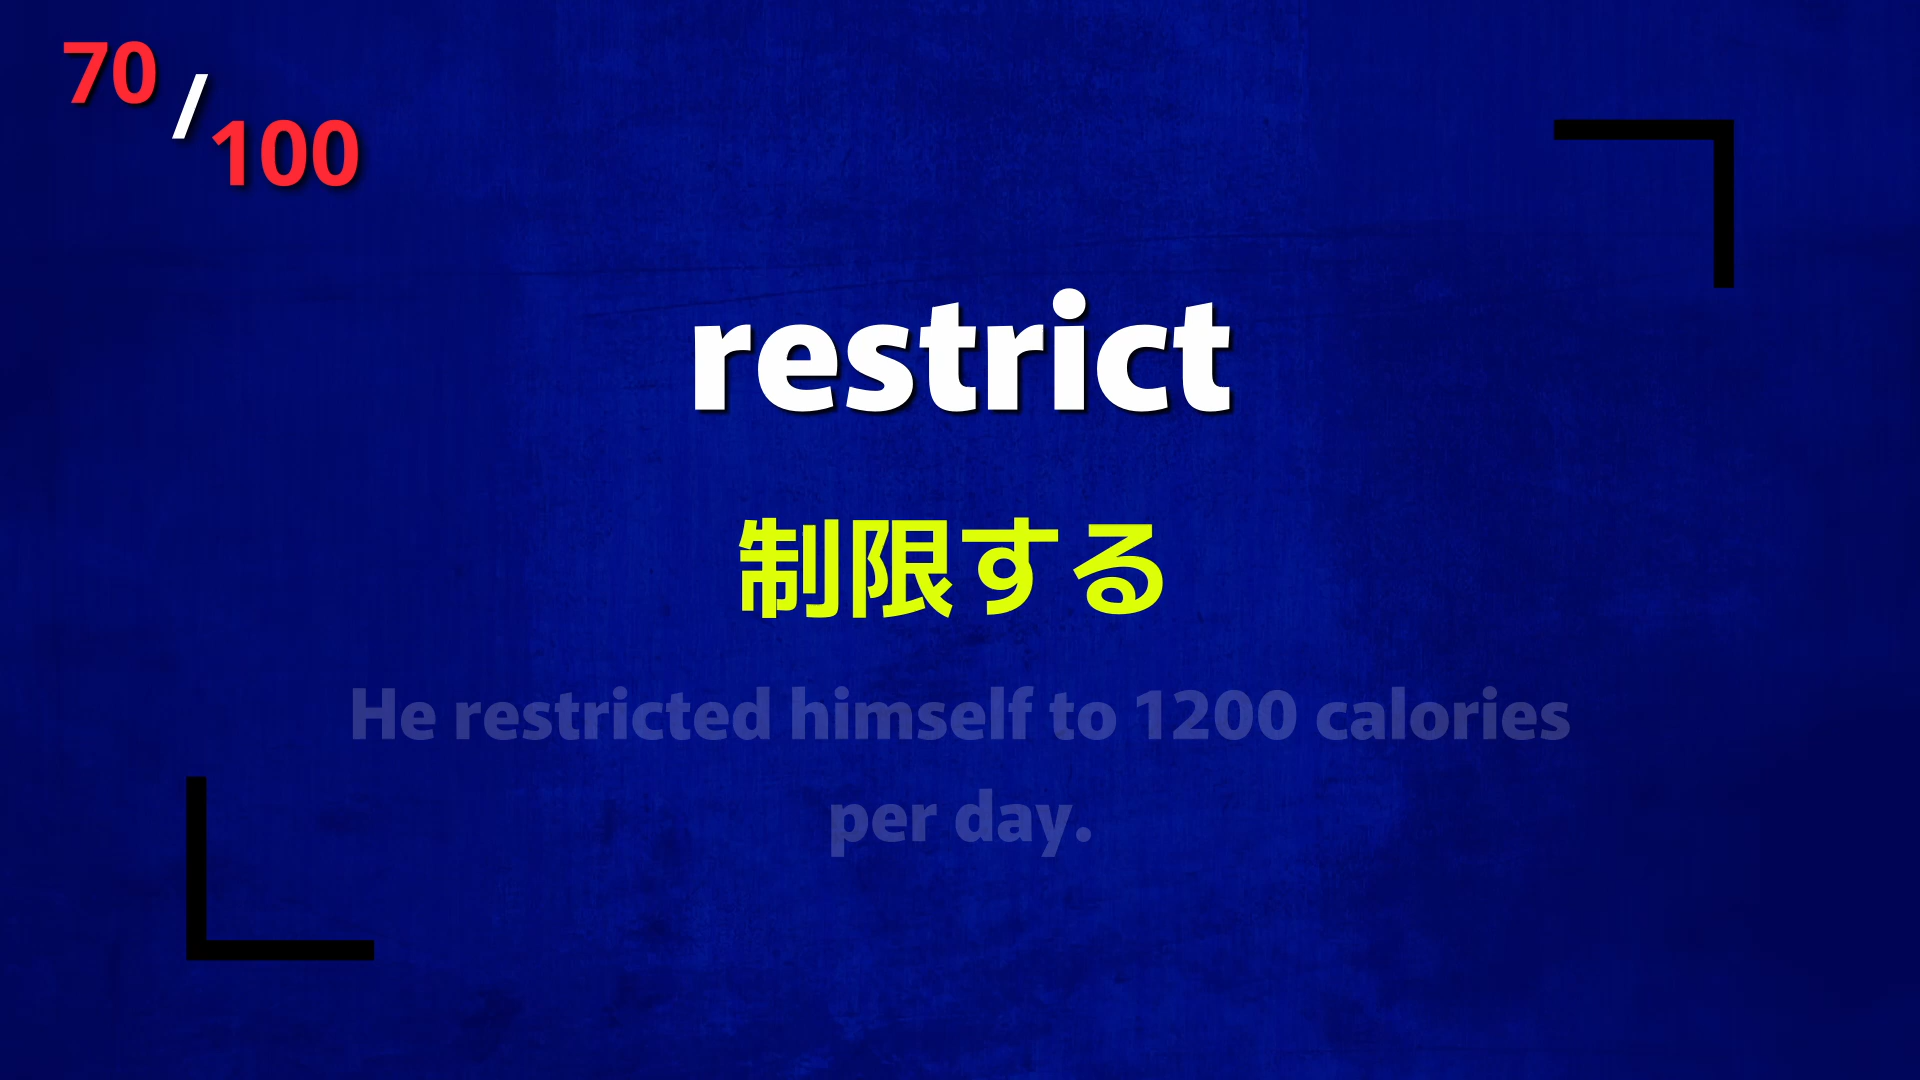 70/100
restrict
制限する
He restricted himself to 1200 calories
per day.